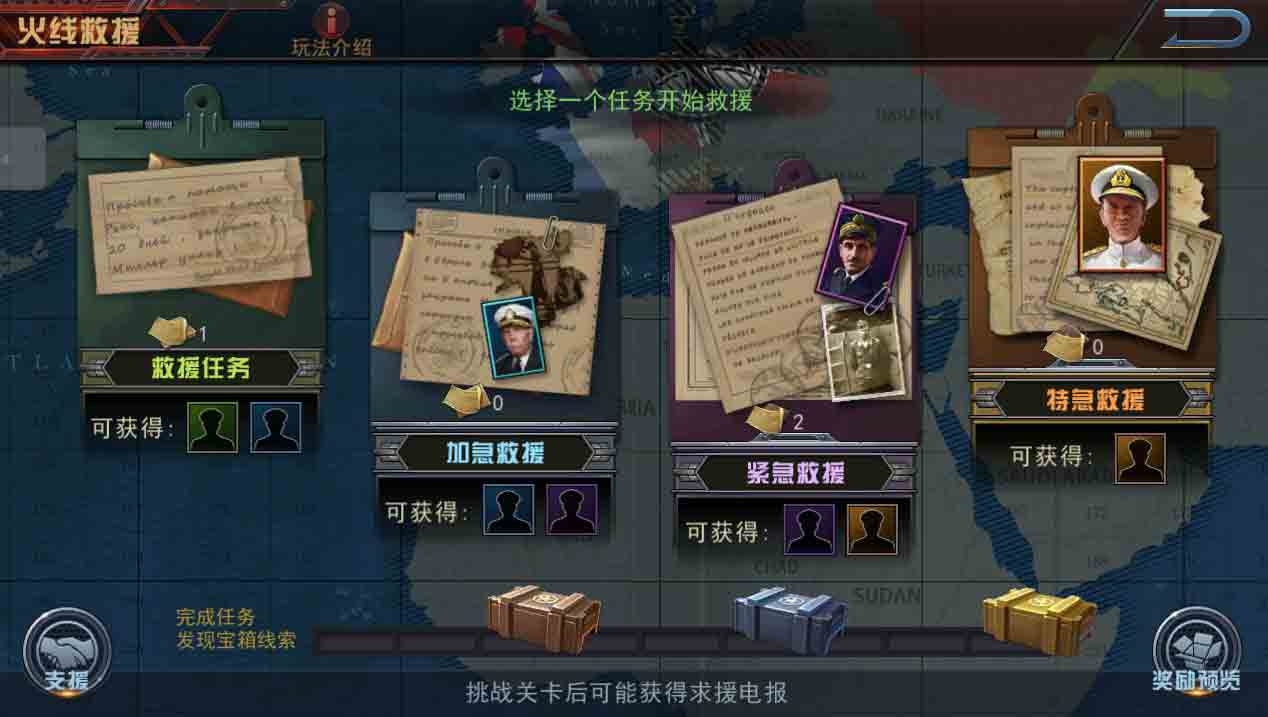 火线救援
玩法介绍
选择一个任务开始救援
1
救援任务
可获得:
0
加急救援
可获得:
2
紧急救援
可获得:
0
特急救援
可获得:
UKRAINE
TURKEY
CHAD
SUDAN
完成任务
发现宝箱线索
支援
奖励预览
挑战关卡后可能获得求援电报